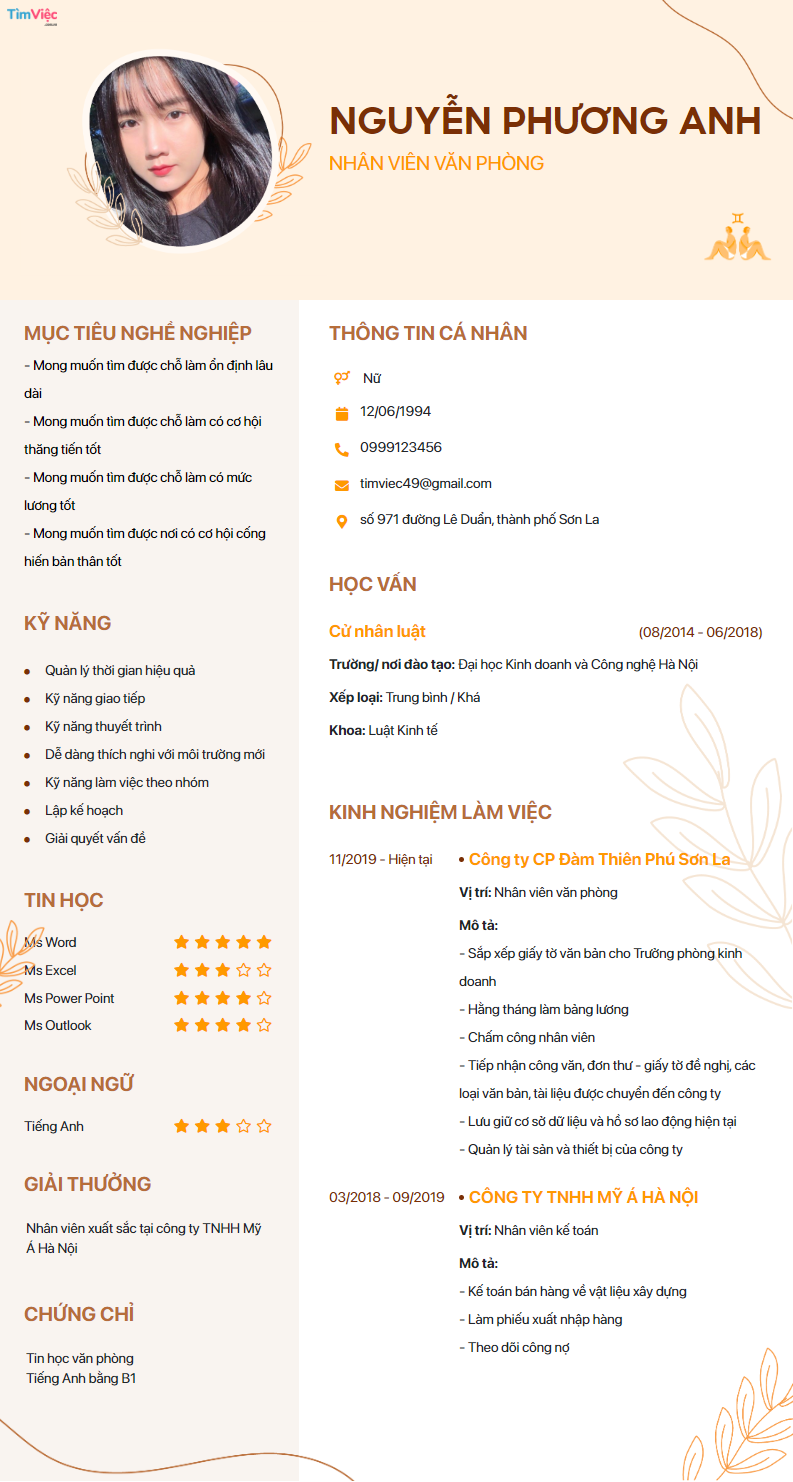 TìmViệc
NGUYỄN PHƯƠNG ANH
NHÂN VIÊN VĂN PHÒNG
MỤC TIÊU NGHỀ NGHIỆP
- Mong muốn tìm được chỗ làm ổn định lâu
dài
- Mong muốn tìm được chỗ làm có cơ hội
thăng tiến tốt
- Mong muốn tìm được chỗ làm có mức
lương tốt
- Mong muốn tìm được nơi có cơ hội cống
hiến bản thân tốt
KỸ NĂNG
Quản lý thời gian hiệu quả
Kỹ năng giao tiếp
Kỹ năng thuyết trình
Dễ dàng thích nghi với môi trường mới
Kỹ năng làm việc theo nhóm
Lập kế hoạch
Giải quyết vấn đề
TIN HỌC
Ms Word
Ms Excel
Ms Power Point
Ms Outlook
NGOẠI NGỮ
Tiếng Anh
GIẢI THƯỞNG
Nhân viên xuất sắc tại công ty TNHH Mỹ
Á Hà Nội
CHỨNG CHỈ
Tin học văn phòng
Tiếng Anh bằng B1
THÔNG TIN CÁ NHÂN
Nữ
12/06/1994
0999123456
timviec49@gmail.com
số 971 đường Lê Duẩn, thành phố Sơn La
HỌC VẤN
Cử nhân luật (08/2014 - 06/2018)
Trường/ nơi đào tạo: Đại học Kinh doanh và Công nghệ Hà Nội
Xếp loại: Trung bình / Khá
Khoa: Luật Kinh tế
KINH NGHIỆM LÀM VIỆC
11/2019 - Hiện tại • Công ty CP Đàm Thiên Phú Sơn La
Vị trí: Nhân viên văn phòng
Mô tả:
- Sắp xếp giấy tờ văn bản cho Trưởng phòng kinh
doanh
- Hằng tháng làm bảng lương
- Chấm công nhân viên
- Tiếp nhận công văn, đơn thư - giấy tờ đề nghị, các
loại văn bản, tài liệu được chuyển đến công ty
- Lưu giữ cơ sở dữ liệu và hồ sơ lao động hiện tại
- Quản lý tài sản và thiết bị của công ty
03/2018 - 09/2019 • CÔNG TY TNHH MỸ Á HÀ NỘI
Vị trí: Nhân viên kế toán
Mô tả:
- Kế toán bán hàng về vật liệu xây dựng
- Làm phiếu xuất nhập hàng
- Theo dõi công nợ